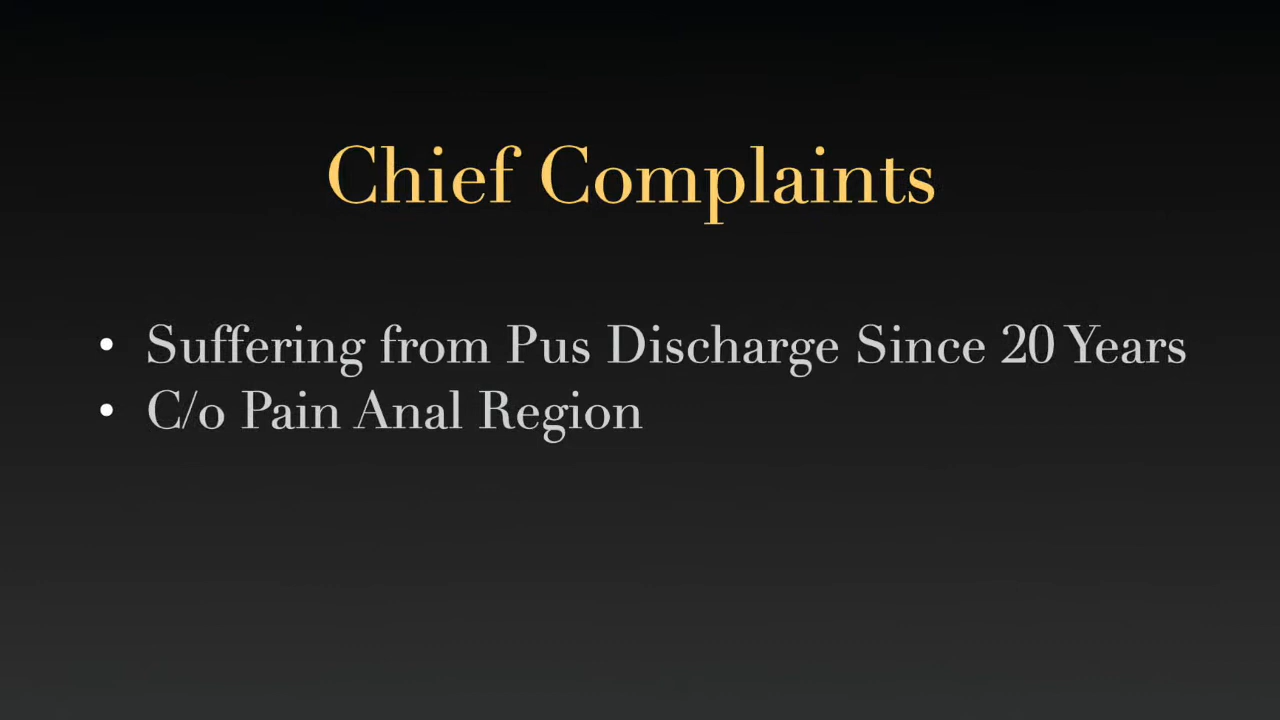 Chief Complaints
• Suffering from Pus Discharge Since 20 Years
• C/o Pain Anal Region